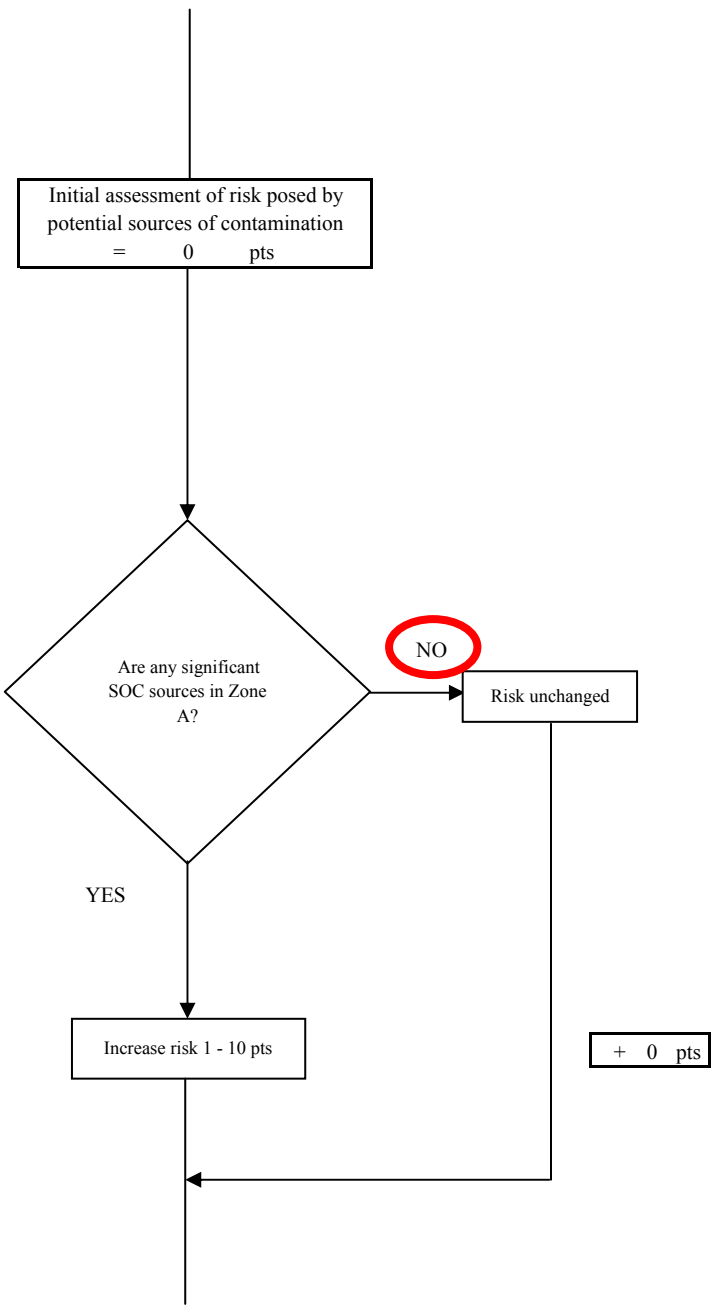 Initial assessment of risk posed by
potential sources of contamination
= 0 pts
Are any significant
SOC sources in Zone
A?
NO
Risk unchanged
YES
Increase risk 1 - 10 pts
+ 0 pts